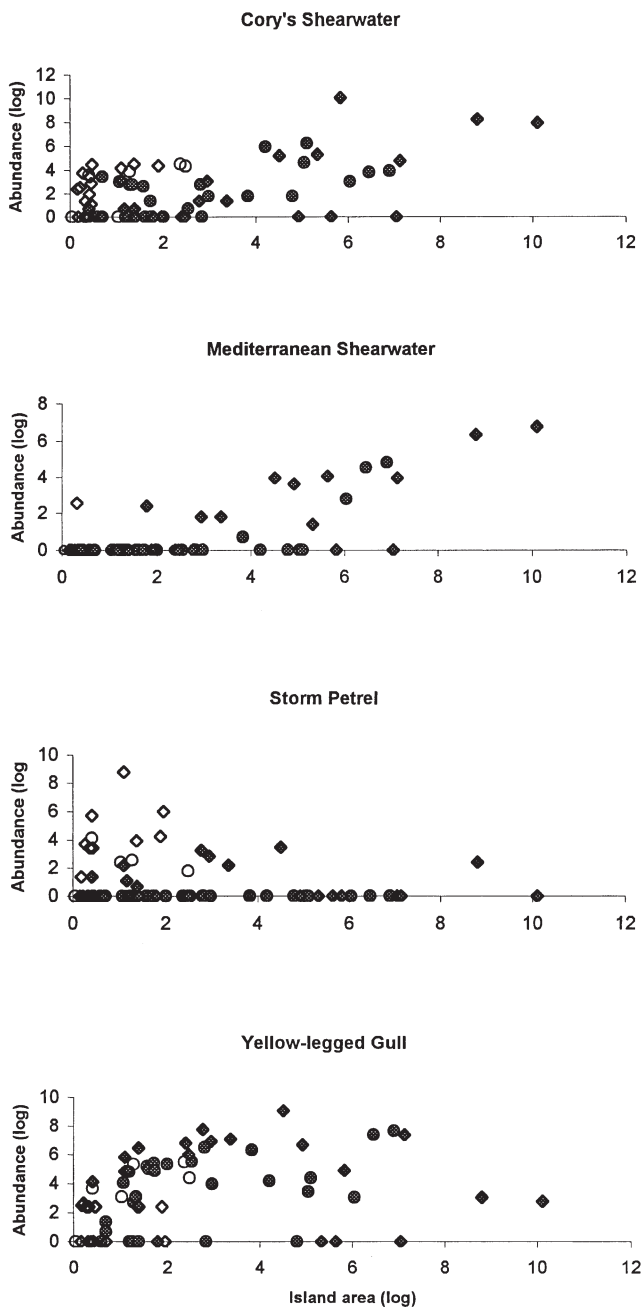 Cory's Shearwater
Abundance (log)
12
10
8
6
4
2
0
0 2 4 6 8 10 12
Mediterranean Shearwater
Abundance (log)
8
6
4
2
0
0 2 4 6 8 10 12
Storm Petrel
Abundance (log
10
8
6
4
2
0
0 2 4 6 8 10 12
Yellow-legged Gull
Abundance (log)
10
8
6
4
2
0
0 2 4 6 8 10 12
Island area (log)